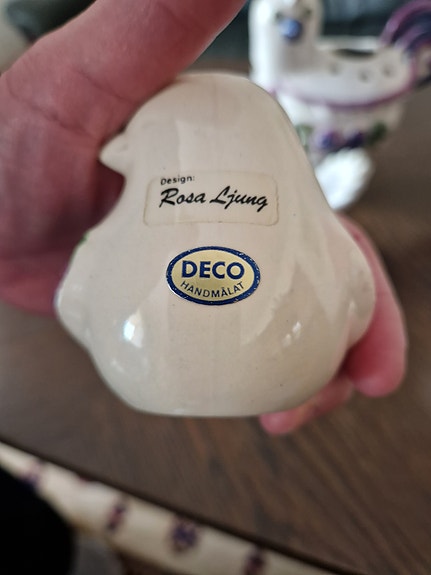 Design:
Rosa Ljung
DECO
HANDMÅLAT